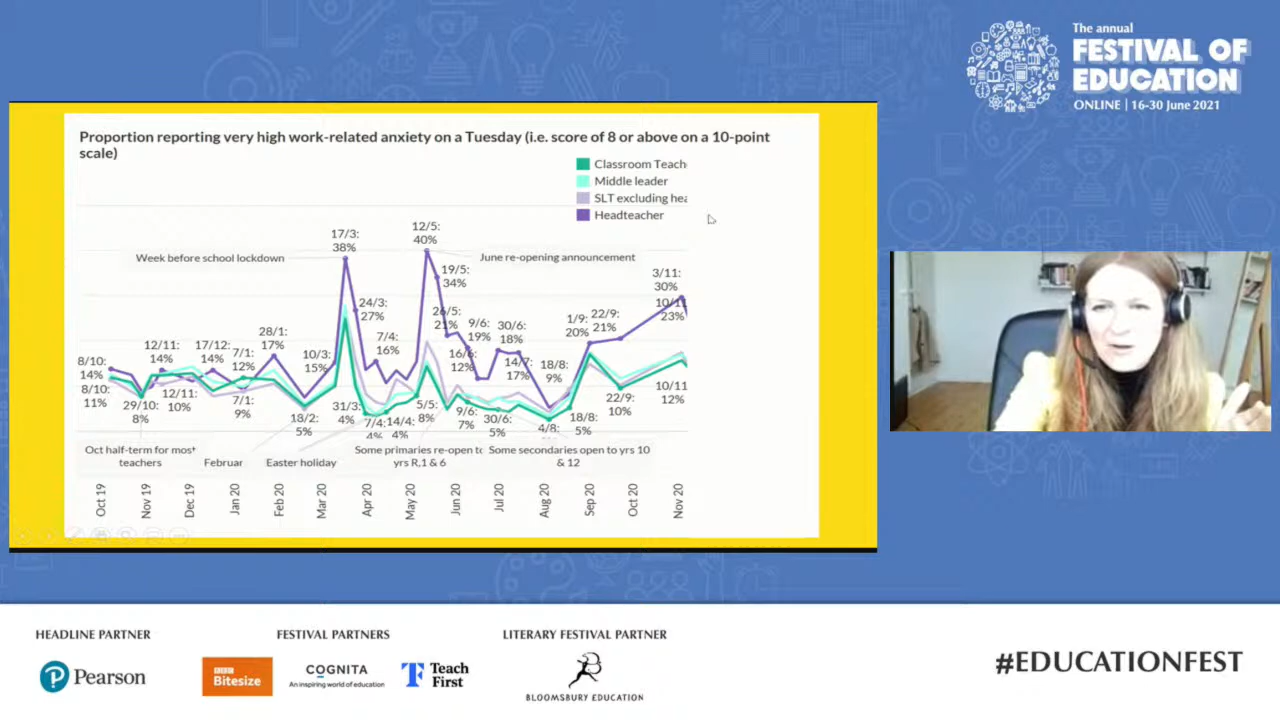 The annual
FESTIVAL OF
EDUCATION
ONLINE | 16-30 June 2021
Proportion reporting very high work-related anxiety on a Tuesday (i.e. score of 8 or above on a 10-point
scale)
Classroom Teach
Middle leader
SLT excluding hea
Headteacher
17/3:
38%
12/5:
40%
Week before school lockdown
June re-opening announcement
19/5:
34%
3/11:
30%
24/3:
27%
26/5:
21%
10/11
23%
8/10:
14%
12/11:
14%
17/12:
14%
7/1:
12%
28/1:
17%
10/3:
15%
7/4:
16%
9/6:
19%
30/6:
18%
1/9:
20%
22/9:
21%
16/6:
12%
14/7:
17%
18/8:
9%
8/10:
11%
29/10:
8%
12/11:
10%
7/1:
9%
18/2:
5%
31/3:
4%
7/4:
4%
14/4:
4%
5/5:
8%
9/6:
7%
30/6:
5%
4/8:
18/8:
5%
22/9:
10%
10/11
12%
Oct half-term for most
teachers
Februar
Easter holiday
Some primaries re-open to
yrs R,1 & 6
Some secondaries open to yrs 10
& 12
Oct 19
Nov 19
Dec 19
Jan 20
Feb 20
Mar 20
Apr 20
May 20
Jun 20
Jul 20
Aug 20
Sep 20
Oct 20
Nov 20
HEADLINE PARTNER
FESTIVAL PARTNERS
LITERARY FESTIVAL PARTNER
Pearson
BBC
Bitesize
COGNITA
An inspiring world of education
Teach
First
BLOOMSBURY EDUCATION
#EDUCATIONFEST